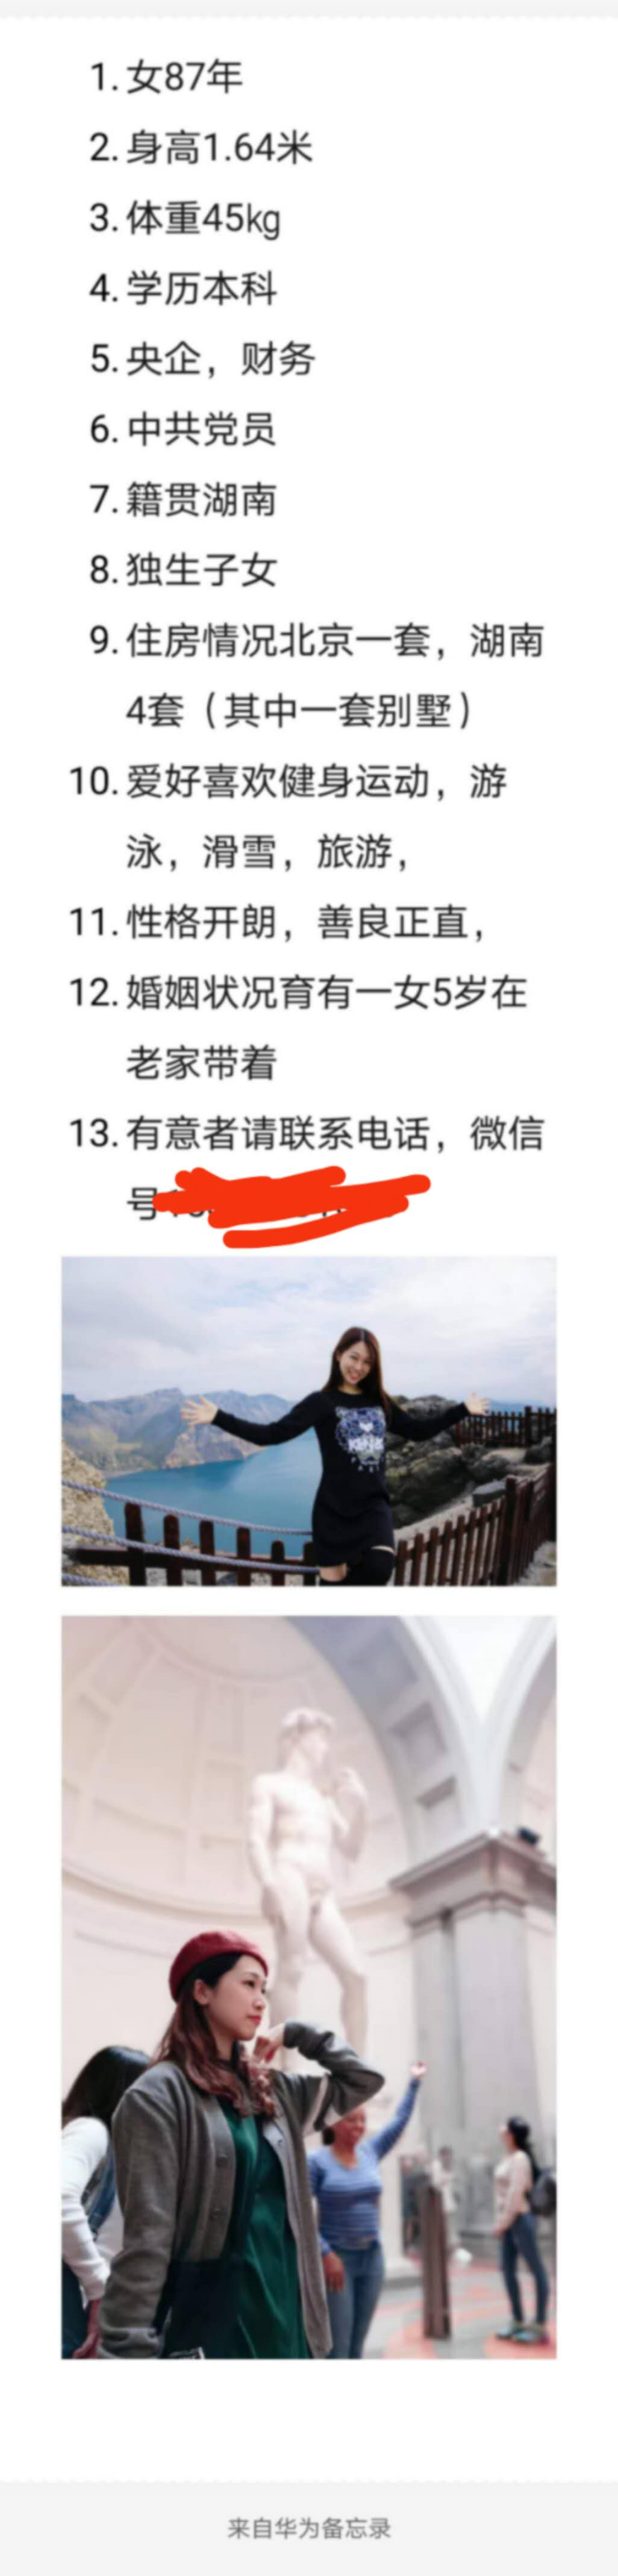 1. 女87年
2. 身高1.64米
3. 体重45kg
4. 学历本科
5. 央企，财务
6. 中共党员
7. 籍贯湖南
8. 独生子女
9. 住房情况北京一套，湖南
4套（其中一套别墅）
10. 爱好喜欢健身运动，游
泳，滑雪，旅游，
11. 性格开朗，善良正直，
12. 婚姻状况育有一女5岁在
老家带着
13. 有意者请联系电话，微信
号
KENZO
来自华为备忘录